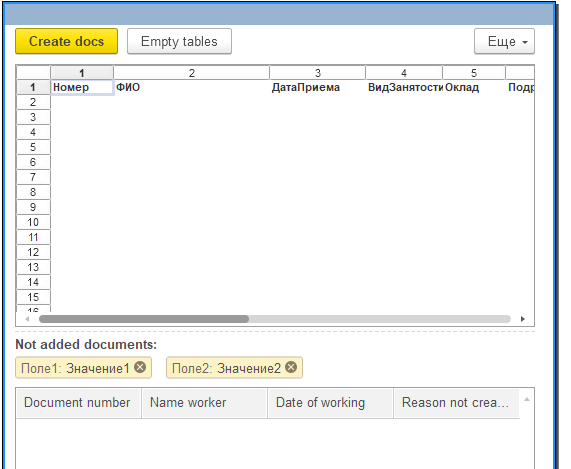 Create docs Empty tables Еще
1 2 3 4 5
1 Номер ФИО ДатаПриема ВидЗанятости Оклад Подр
2
3
4
5
6
7
8
9
10
11
12
13
14
15
16
Not added documents:
Поле1: Значение1 Поле2: Значение2
Document number Name worker Date of working Reason not crea...